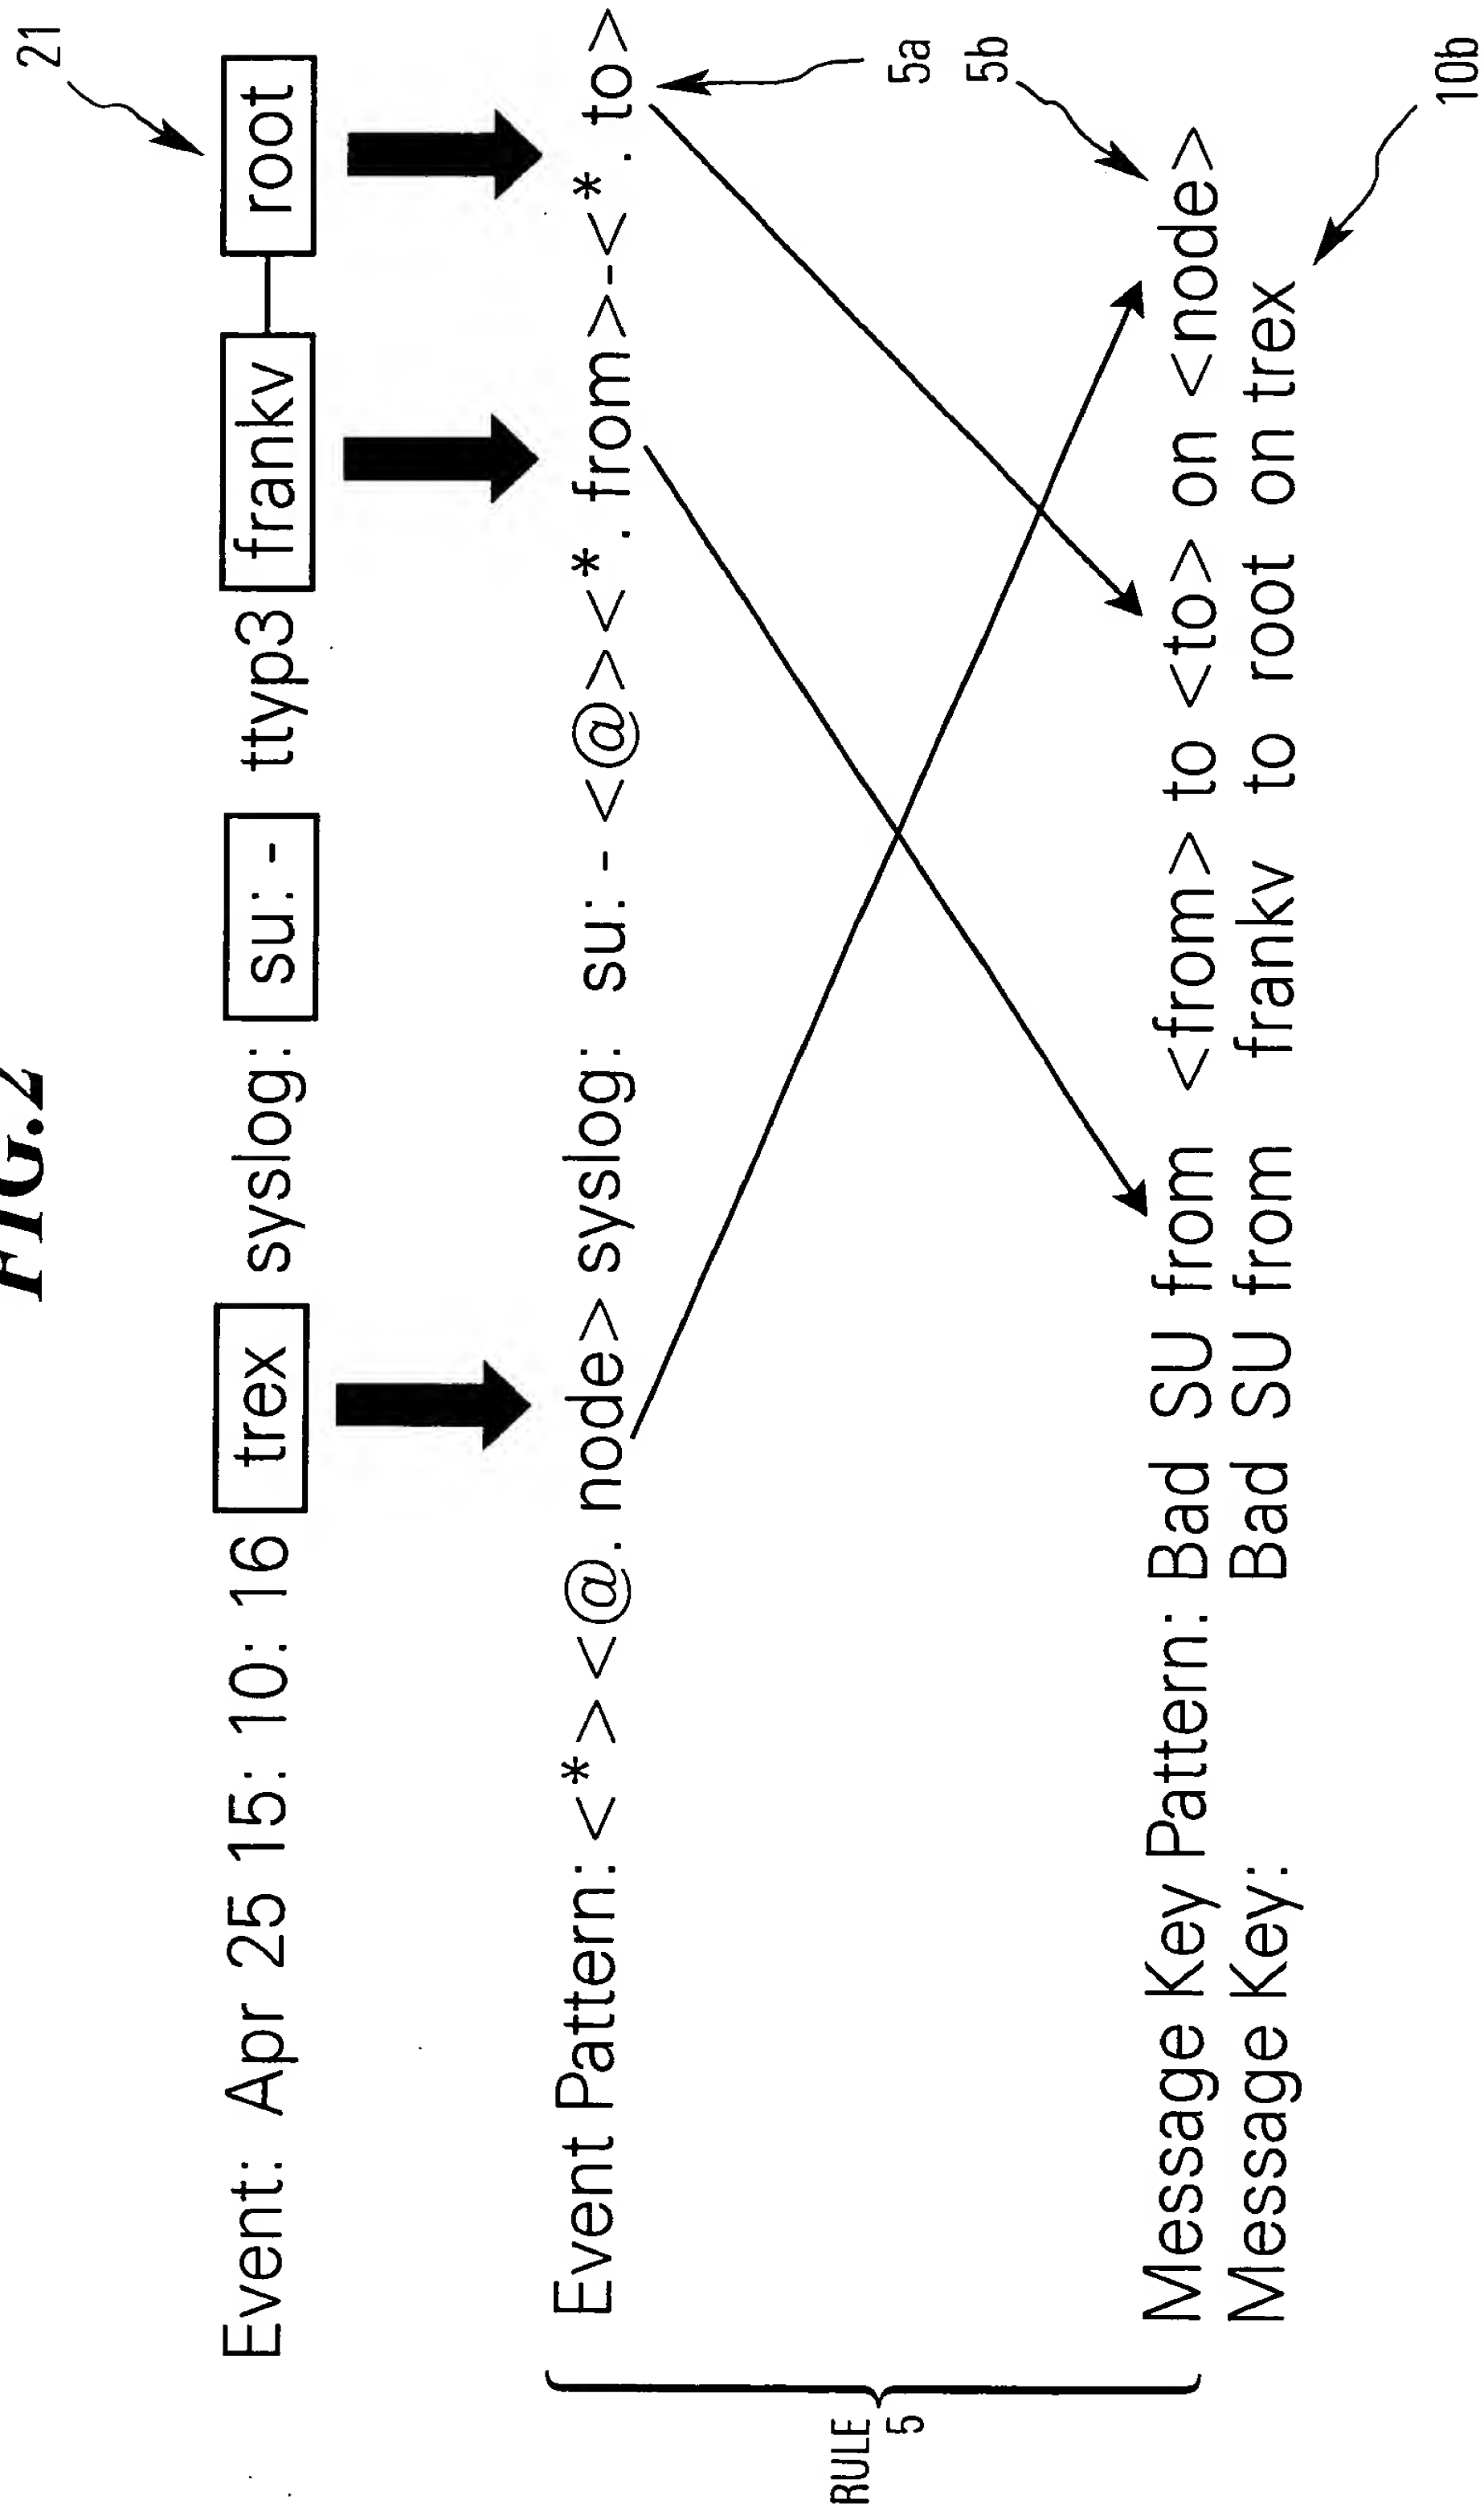 FIG.2
21
Event: Apr 25 15: 10: 16 trex syslog: su: - ttyp3 frankv root
Event Pattern: <*><@. node> syslog: su: - <@><*. from>-<*. to>
5a
5b
RULE
5
Message Key Pattern: Bad SU from <from> to <to> on <node>
Message Key: Bad SU from frankv to root on trex
10b